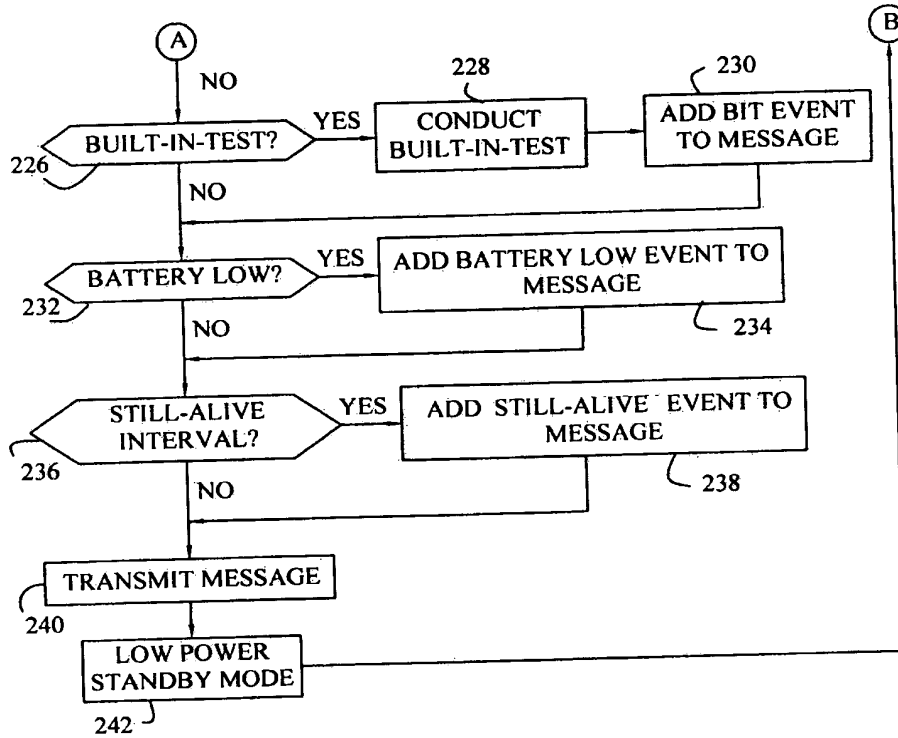 A
B
NO
228
230
BUILT-IN-TEST?
YES
CONDUCT
BUILT-IN-TEST
ADD BIT EVENT
TO MESSAGE
226
NO
BATTERY LOW?
YES
ADD BATTERY LOW EVENT TO
MESSAGE
232
NO
234
STILL-ALIVE
INTERVAL?
YES
ADD STILL-ALIVE EVENT TO
MESSAGE
236
NO
238
TRANSMIT MESSAGE
240
LOW POWER
STANDBY MODE
242